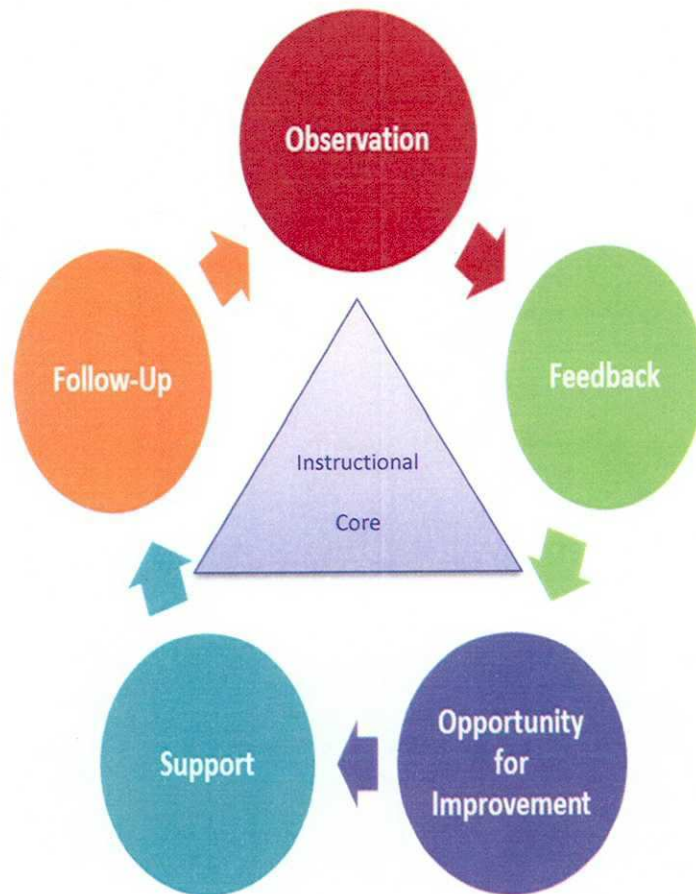 Observation
Feedback
Opportunity
for
Improvement
Support
Follow-Up
Instructional
Core